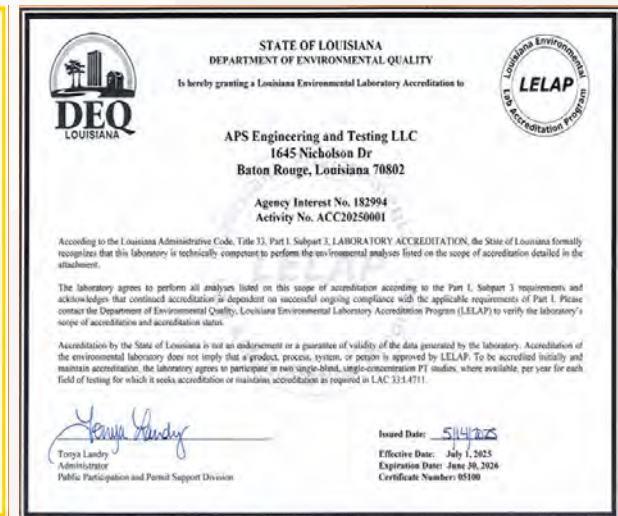 STATE OF LOUISIANA
DEPARTMENT OF ENVIRONMENTAL QUALITY
Is hereby granting a Louisiana Environmental Laboratory Accreditation to
DEQ
LOUISIANA
Louisiana Environmental
LELAP
Lab Accreditation Program
APS Engineering and Testing LLC
1645 Nicholson Dr
Baton Rouge, Louisiana 70802
Agency Interest No. 182994
Activity No. ACC20250001
According to the Louisiana Administrative Code, Title 33, Part I, Subpart 3, LABORATORY ACCREDITATION, the State of Louisiana formally
recognizes that this laboratory is technically competent to perform the environmental analyses listed on the scope of accreditation detailed in the
attachment.
The laboratory agrees to perform all analyses listed on this scope of accreditation according to the Part I, Subpart 3 requirements and
acknowledges that continued accreditation is dependent on successful ongoing compliance with the applicable requirements of Part I. Please
contact the Department of Environmental Quality, Louisiana Environmental Laboratory Accreditation Program (LELAP) to verify the laboratory's
scope of accreditation and accreditation status.
Accreditation by the State of Louisiana is not an endorsement or a guarantee of validity of the data generated by the laboratory. Accreditation of
the environmental laboratory does not imply that a product, process, system, or person is approved by LELAP. To be accredited initially and
maintain accreditation, the laboratory agrees to participate in two single-blind, single-concentration PT studies, where available, per year for each
field of testing for which it seeks accreditation or maintains accreditation as required in LAC 33:I.4711.
Tonya Landy
Tonya Landry
Administrator
Public Participation and Permit Support Division
Issued Date: 5/14/2025
Effective Date: July 1, 2025
Expiration Date: June 30, 2026
Certificate Number: 05100